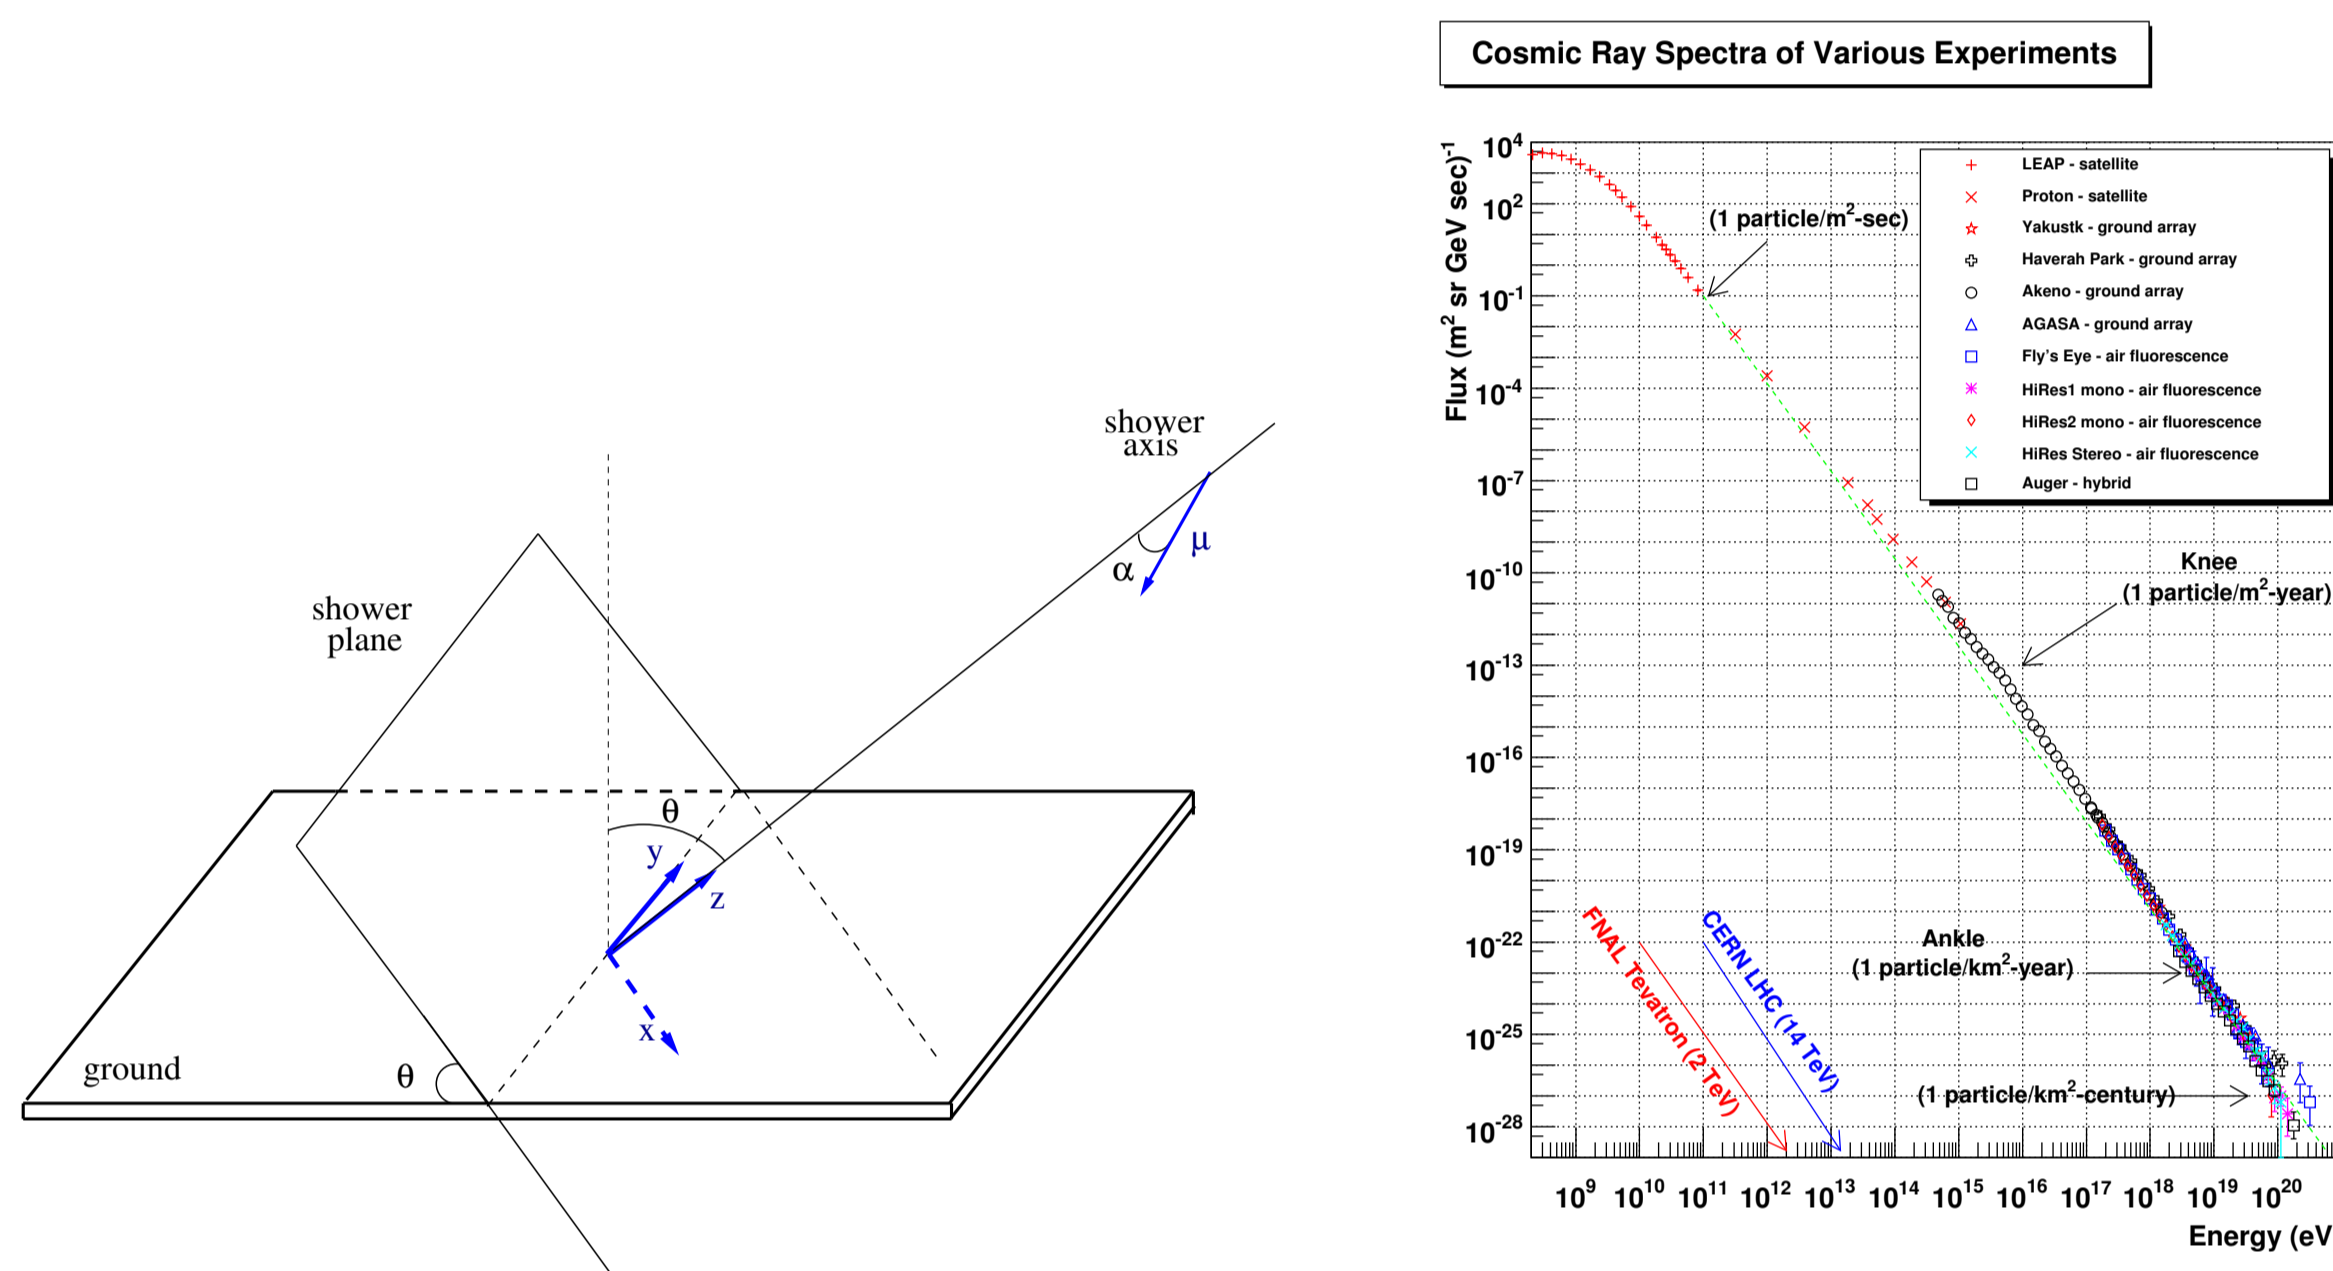 shower
axis
μ
α
shower
plane
θ
y
z
x
θ
ground
Cosmic Ray Spectra of Various Experiments
Flux (m² sr GeV sec)⁻¹
10⁴
10²
10⁻¹
10⁻⁴
10⁻⁷
10⁻¹⁰
10⁻¹³
10⁻¹⁶
10⁻¹⁹
10⁻²²
10⁻²⁵
10⁻²⁸
LEAP - satellite
Proton - satellite
Yakustk - ground array
Haverah Park - ground array
Akeno - ground array
AGASA - ground array
Fly's Eye - air fluorescence
HiRes1 mono - air fluorescence
HiRes2 mono - air fluorescence
HiRes Stereo - air fluorescence
Auger - hybrid
(1 particle/m²-sec)
Knee
(1 particle/m²-year)
Ankle
(1 particle/km²-year)
(1 particle/km²-century)
FNAL Tevatron (2 TeV)
CERN LHC (14 TeV)
10⁹ 10¹⁰ 10¹¹ 10¹² 10¹³ 10¹⁴ 10¹⁵ 10¹⁶ 10¹⁷ 10¹⁸ 10¹⁹ 10²⁰
Energy (eV